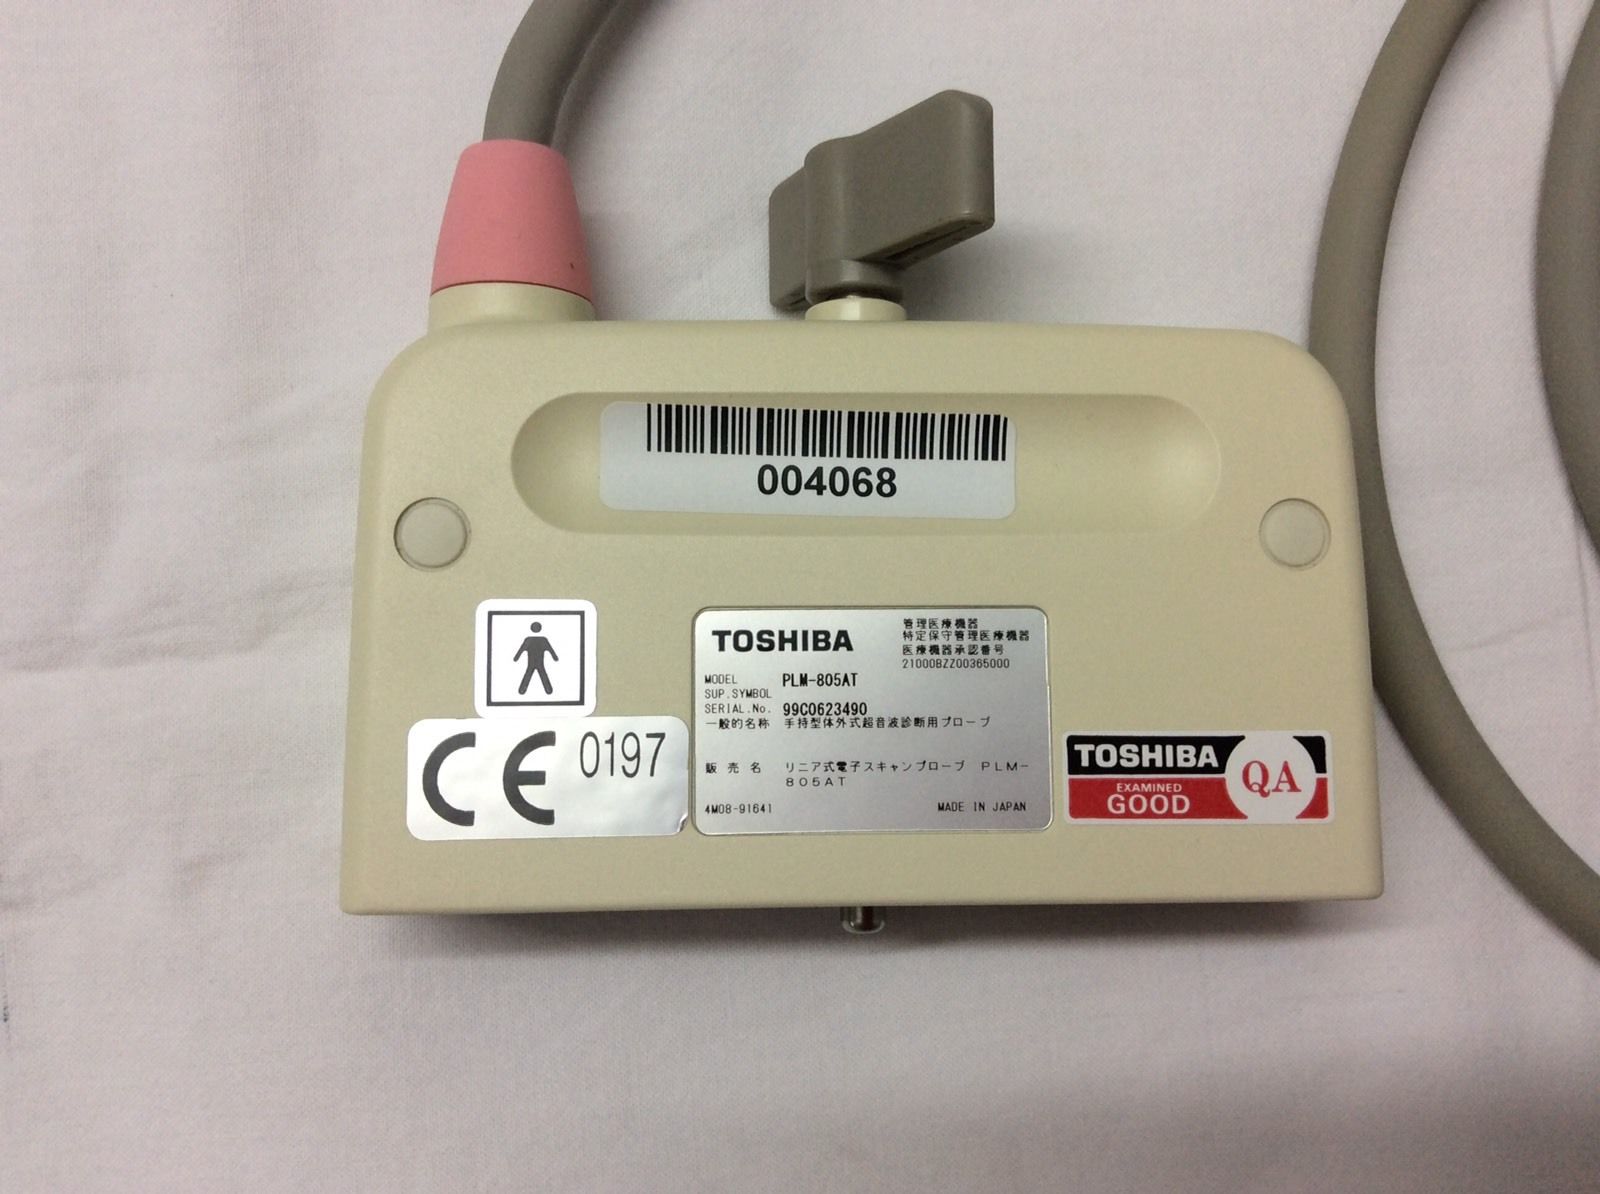 004068
TOSHIBA
管理医療機器
特定保守管理医療機器
医療機器承認番号
21000BZZ00365000
MODEL PLM-805AT
SUP.SYMBOL
SERIAL.No. 99C0623490
一般的名称 手持型体外式超音波診断用プローブ
販売名 リニア式電子スキャンプローブ PLM-
805AT
4M08-91641 MADE IN JAPAN
CE 0197
TOSHIBA
EXAMINED
GOOD
QA